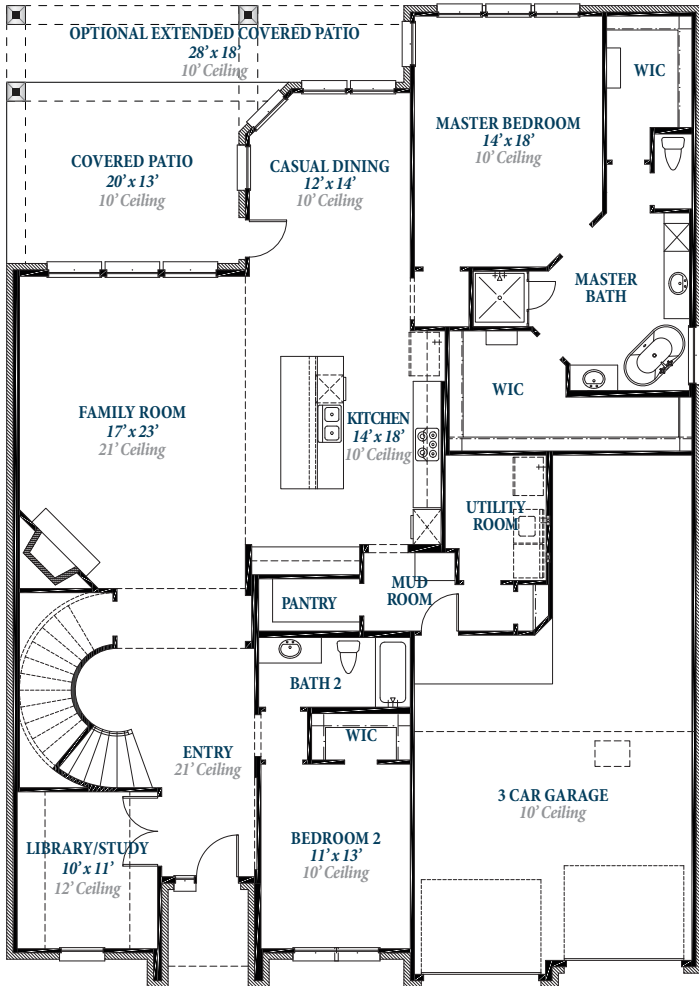 OPTIONAL EXTENDED COVERED PATIO
28’ x 18’
10’ Ceiling
WIC
MASTER BEDROOM
14’ x 18’
10’ Ceiling
COVERED PATIO
20’ x 13’
10’ Ceiling
CASUAL DINING
12’ x 14’
10’ Ceiling
MASTER
BATH
WIC
FAMILY ROOM
17’ x 23’
21’ Ceiling
KITCHEN
14’ x 18’
10’ Ceiling
UTILITY
ROOM
MUD
ROOM
PANTRY
BATH 2
WIC
ENTRY
21’ Ceiling
3 CAR GARAGE
10’ Ceiling
LIBRARY/STUDY
10’ x 11’
12’ Ceiling
BEDROOM 2
11’ x 13’
10’ Ceiling